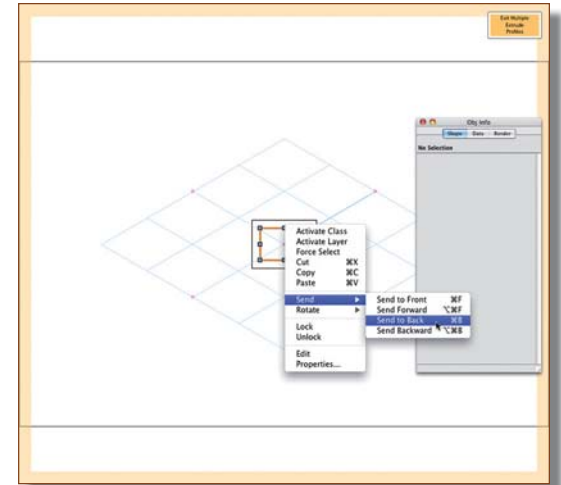 Exit Multiple
Extrude
Profiles
Obj Info
Shape Data Render
No Selection
Activate Class
Activate Layer
Force Select
Cut ⌘X
Copy ⌘C
Paste ⌘V
Send
Rotate
Lock
Unlock
Edit
Properties...
Send to Front ⌘F
Send Forward ⌥⌘F
Send to Back ⌘B
Send Backward ⌥⌘B